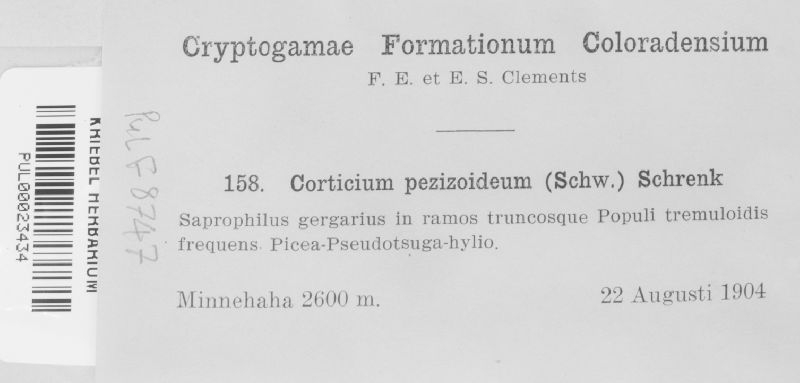 Cryptogamae Formationum Coloradensium
F. E. et E. S. Clements
158. Corticium pezizoideum (Schw.) Schrenk
Saprophilus gergarius in ramos truncosque Populi tremuloidis
frequens. Picea-Pseudotsuga-hylio.
Minnehaha 2600 m.
22 Augusti 1904
PUL F 8747
KRIEBEL HERBARIUM
PUL00023434